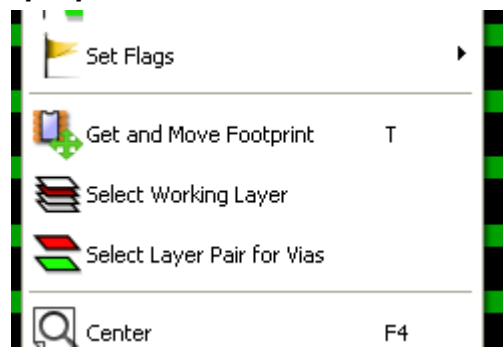 Set Flags
Get and Move Footprint T
Select Working Layer
Select Layer Pair for Vias
Center F4